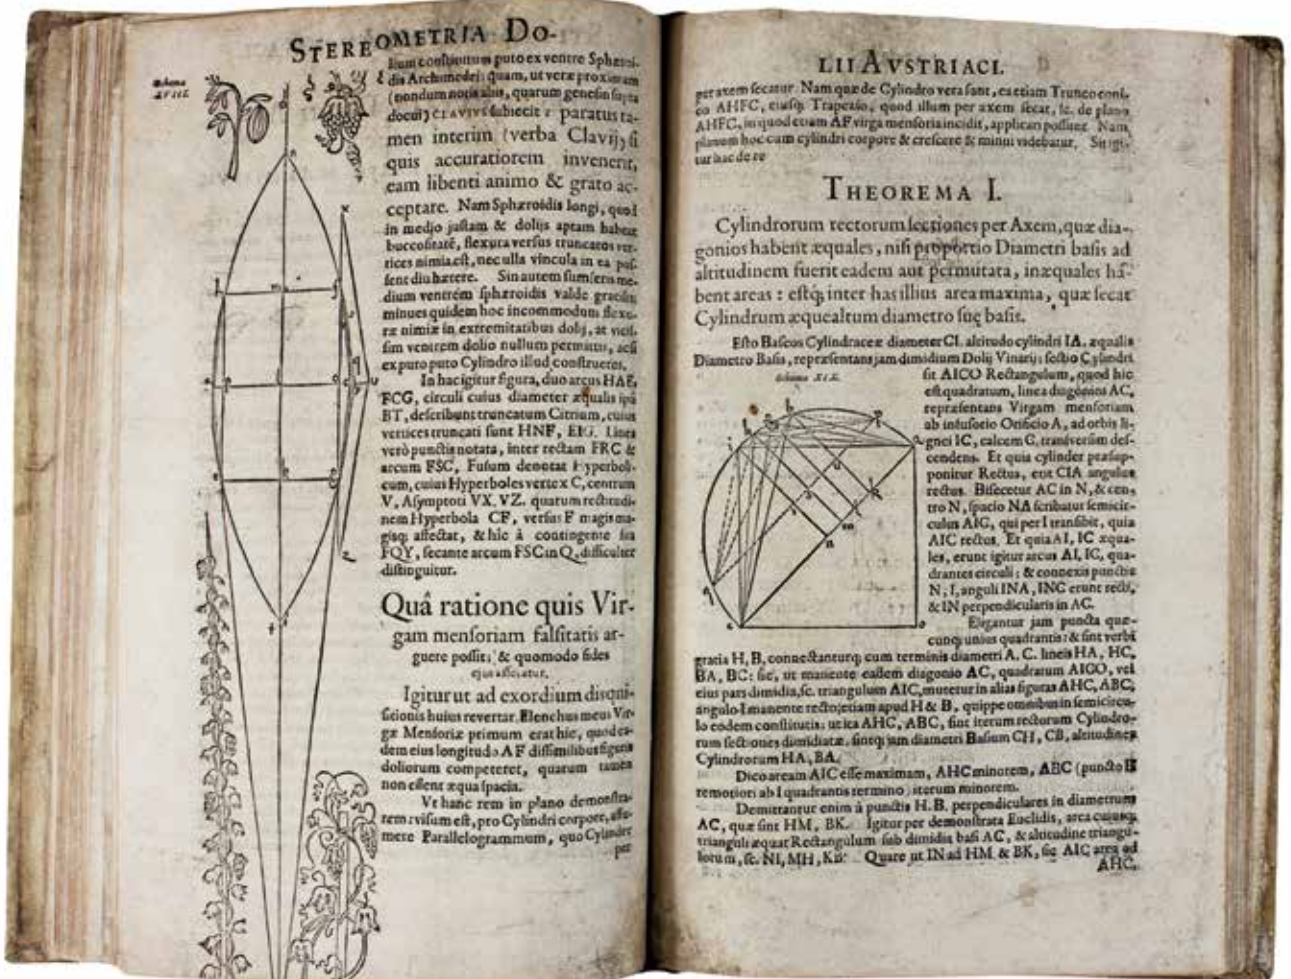 STEREOMETRIA DO-
Schema
XVIII.
lium constitutum puto ex ventre Sphæroi-
dis Archimedei: quam, ut veræ proximam
(nondum notis aliis, quarum genesin supra
docui) CLAVIVS subiecit: paratus ta-
men interim (verba Clavij) si
quis accuratiorem invenerit,
eam libenti animo & grato ac-
ceptare. Nam Sphæroidis longi, quod
in medio justam & dolijs aptam habeat
buccositatē, flexura versus truncatos ver-
tices nimia est, nec ulla vincula in ea pos-
sent diu hærere. Sin autem sumseris me-
dium ventrem sphæroidis valde gracilis
minues quidem hoc incommodum flexu-
ræ nimiæ in extremitatibus dolij, at vicis-
sim ventrem dolio nullum permittis, acsi
ex puro puto Cylindro illud construeres.
In hac igitur figura, duo arcus HAE,
FCG, circuli cuius diameter æqualis ipsi
BT, describunt truncatum Citrium, cuius
vertices truncati sunt HNF, EIG. Linea
verò punctis notata, inter rectam FRC &
arcum FSC, Fusum denotat Hyperboli-
cum, cuius Hyperboles vertex C, centrum
V, Asymptoti VX, VZ. quarum rectitudi-
nem Hyperbola CF, versus F magis ma-
gisq; affectat, & hîc à contingente sua
FQY, secante arcum FSC in Q, difficulter
distinguitur.
Quâ ratione quis Vir-
gam mensoriam falsitatis ar-
guere possit; & quomodo fides
ejus
Igitur ut ad exordium disqui-
sitionis huius revertar. Elenchus meus Vir-
gæ Mensoriæ primum erat hic, quod ea-
dem eius longitudo AF dissimilibus figuris
doliorum competeret, quarum tamen
non essent æqua spacia.
Vt hanc rem in plano demonstra-
rem: visum est, pro Cylindri corpore, assu-
mere Parallelogrammum, quo Cylinder
per
LII AVSTRIACI.
per axem secatur. Nam quæ de Cylindro vera sunt, ea etiam Trunco coni-
co AHFC, eiusq; Trapezio, quod illum per axem secat, sc. de plano
AHFC, in quod etiam AF virga mensoria incidit, applicari possunt. Nam
planum hoc cum cylindri corpore & crescere & minui videbatur. Sit igi-
tur hac de re
THEOREMA I.
Cylindrorum rectorum sectiones per Axem, quæ dia-
gonios habent æquales, nisi proportio Diametri basis ad
altitudinem fuerit eadem aut permutata, inæquales ha-
bent areas: estq; inter has illius area maxima, quæ secat
Cylindrum æquealtum diametro suę basis.
Esto Baseos Cylindraceæ diameter CI, altitudo cylindri IA, æqualis
Diametro Basis, repræsentans jam dimidium Dolij Vinarij: sectio Cylindri
Schema XIX.
sit AICO Rectangulum, quod hic
est quadratum, linea diagonios AC,
repræsentans Virgam mensoriam
ab infusorio Orificio A, ad orbis li-
gnei IC, calcem C, transversim des-
cendens. Et quia cylinder præsup-
ponitur Rectus, erit CIA angulus
rectus. Bisecetur AC in N, & cen-
tro N, spacio NA scribatur semicir-
culus AIC, qui per I transibit, quia
AIC rectus. Et quia AI, IC æqua-
les, erunt igitur arcus AI, IC, qua-
drantes circuli: & connexis punctis
N, I, anguli INA, INC erunt recti,
& IN perpendicularis in AC.
Eligantur jam puncta quæ-
cunq; unius quadrantis: & sint verbi
gratia H, B, connectanturq; cum terminis diametri A, C. lineis HA, HC,
BA, BC: sic, ut manente eadem diagonio AC, quadratum AICO, vel
eius pars dimidia, sc. triangulum AIC, mutetur in alias figuras AHC, ABC,
angulo I manente recto, etiam apud H & B, quippe omnibus in semicircu-
lo eodem constitutis: ut ita AHC, ABC, sint iterum rectorum Cylindro-
rum sectiones dimidiatæ, sintq; jam diametri Basium CH, CB, altitudines
Cylindrorum HA, BA.
Dico aream AIC esse maximam, AHC minorem, ABC (puncto B
remotiori ab I quadrantis termino) iterum minorem.
Demittantur enim à punctis H. B. perpendiculares in diametrum
AC, quæ sint HM, BK. Igitur per demonstrata Euclidis, area cuiusq;
trianguli æquat Rectangulum sub dimidia basi AC, & altitudine triangu-
lorum, sc. NI, MH, KB. Quare ut IN ad HM & BK, sic AIC area ad
AHC,